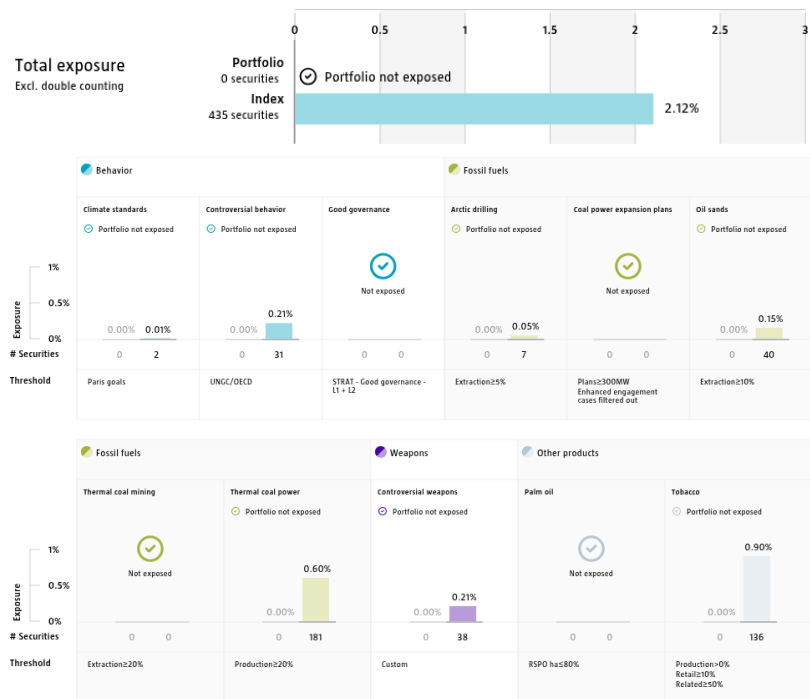 0 0.5 1 1.5 2 2.5 3
Total exposure
Excl. double counting
Portfolio
0 securities
Portfolio not exposed
Index
435 securities
2.12%
Behavior
Fossil fuels
Climate standards
Controversial behavior
Good governance
Arctic drilling
Coal power expansion plans
Oil sands
Portfolio not exposed
Portfolio not exposed
Portfolio not exposed
Portfolio not exposed
Not exposed
Not exposed
Exposure
1%
0.5%
0%
0.00% 0.01%
0.00% 0.21%
0.00% 0.05%
0.00% 0.15%
# Securities
0 2
0 31
0 0
0 7
0 0
0 40
Threshold
Paris goals
UNGC/OECD
STRAT - Good governance -
L1 + L2
Extraction≥5%
Plans≥300MW
Enhanced engagement
cases filtered out
Extraction≥10%
Fossil fuels
Weapons
Other products
Thermal coal mining
Thermal coal power
Controversial weapons
Palm oil
Tobacco
Portfolio not exposed
Portfolio not exposed
Portfolio not exposed
Not exposed
Not exposed
Exposure
1%
0.5%
0%
0.00% 0.60%
0.00% 0.21%
0.00% 0.90%
# Securities
0 0
0 181
0 38
0 0
0 136
Threshold
Extraction≥20%
Production≥20%
Custom
RSPO ha≤80%
Production>0%
Retail≥10%
Related≥50%